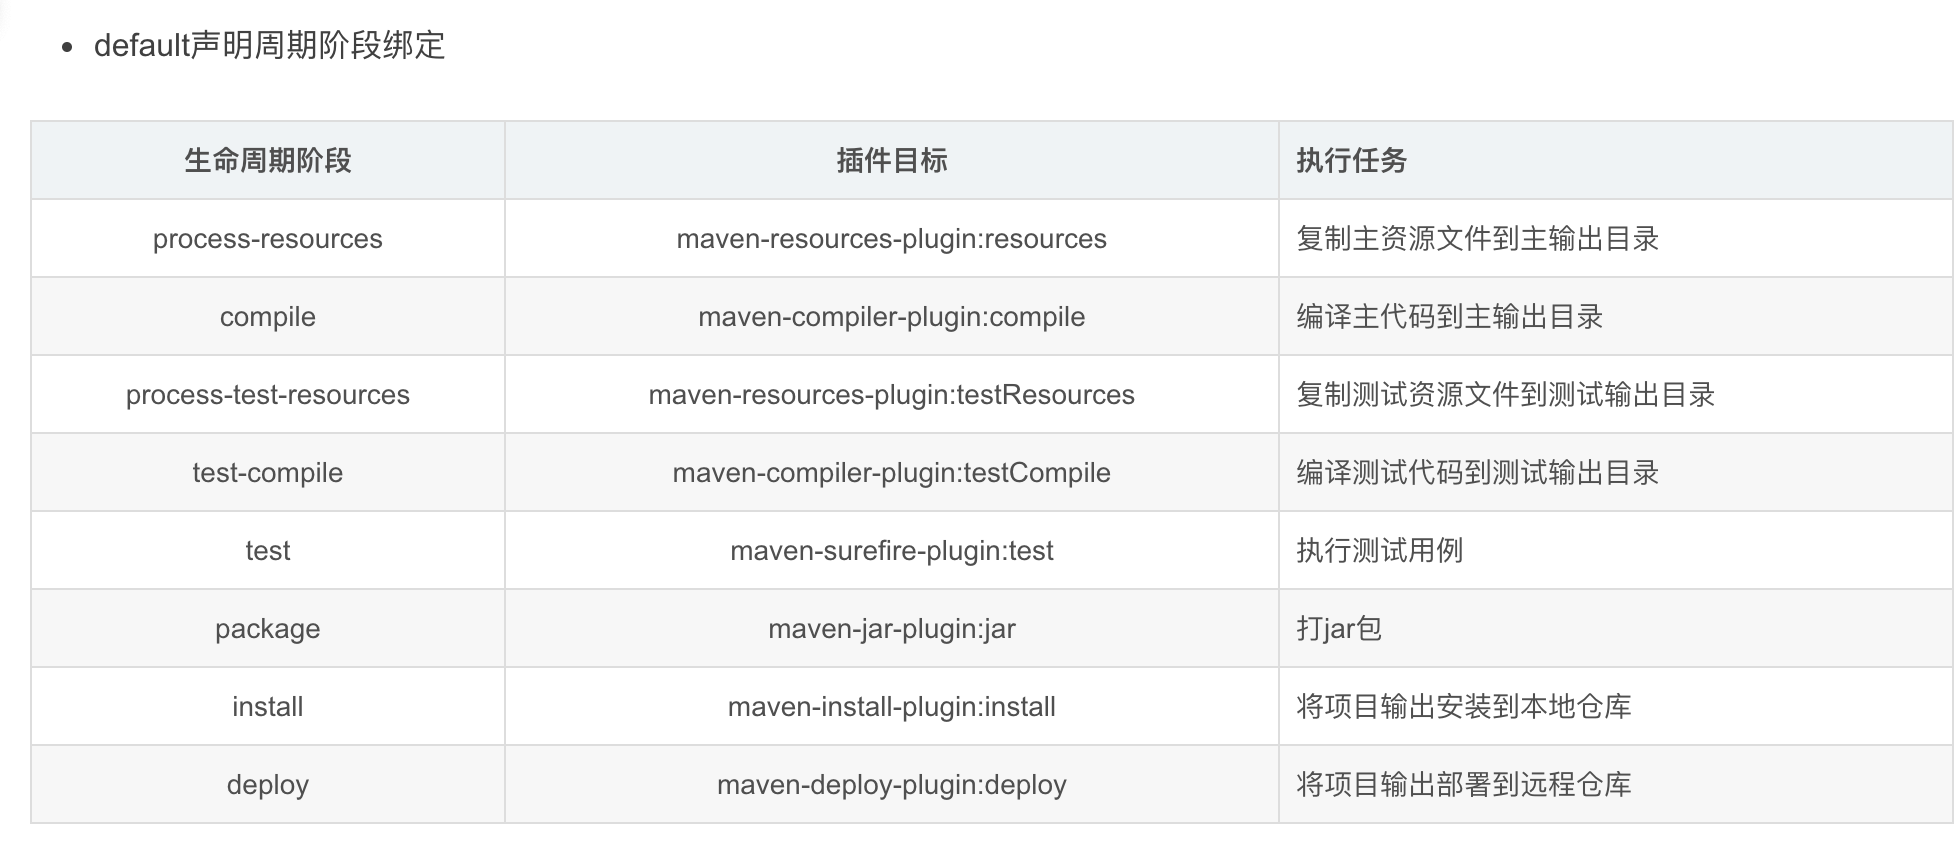 default声明周期阶段绑定
生命周期阶段 插件目标 执行任务
process-resources maven-resources-plugin:resources 复制主资源文件到主输出目录
compile maven-compiler-plugin:compile 编译主代码到主输出目录
process-test-resources maven-resources-plugin:testResources 复制测试资源文件到测试输出目录
test-compile maven-compiler-plugin:testCompile 编译测试代码到测试输出目录
test maven-surefire-plugin:test 执行测试用例
package maven-jar-plugin:jar 打jar包
install maven-install-plugin:install 将项目输出安装到本地仓库
deploy maven-deploy-plugin:deploy 将项目输出部署到远程仓库